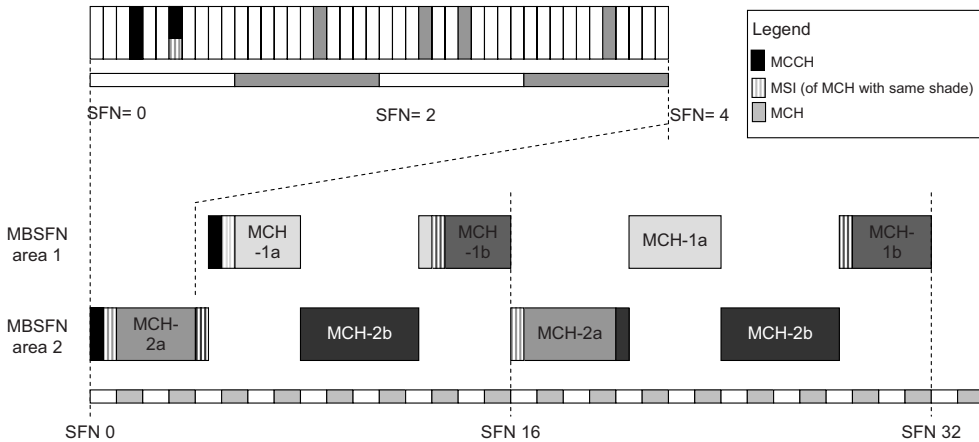 Legend
MCCH
MSI (of MCH with same shade)
MCH
SFN= 0
SFN= 2
SFN= 4
MBSFN
area 1
MCH
-1a
MCH
-1b
MCH-1a
MCH-
1b
MBSFN
area 2
MCH-
2a
MCH-2b
MCH-2a
MCH-2b
SFN 0
SFN 16
SFN 32